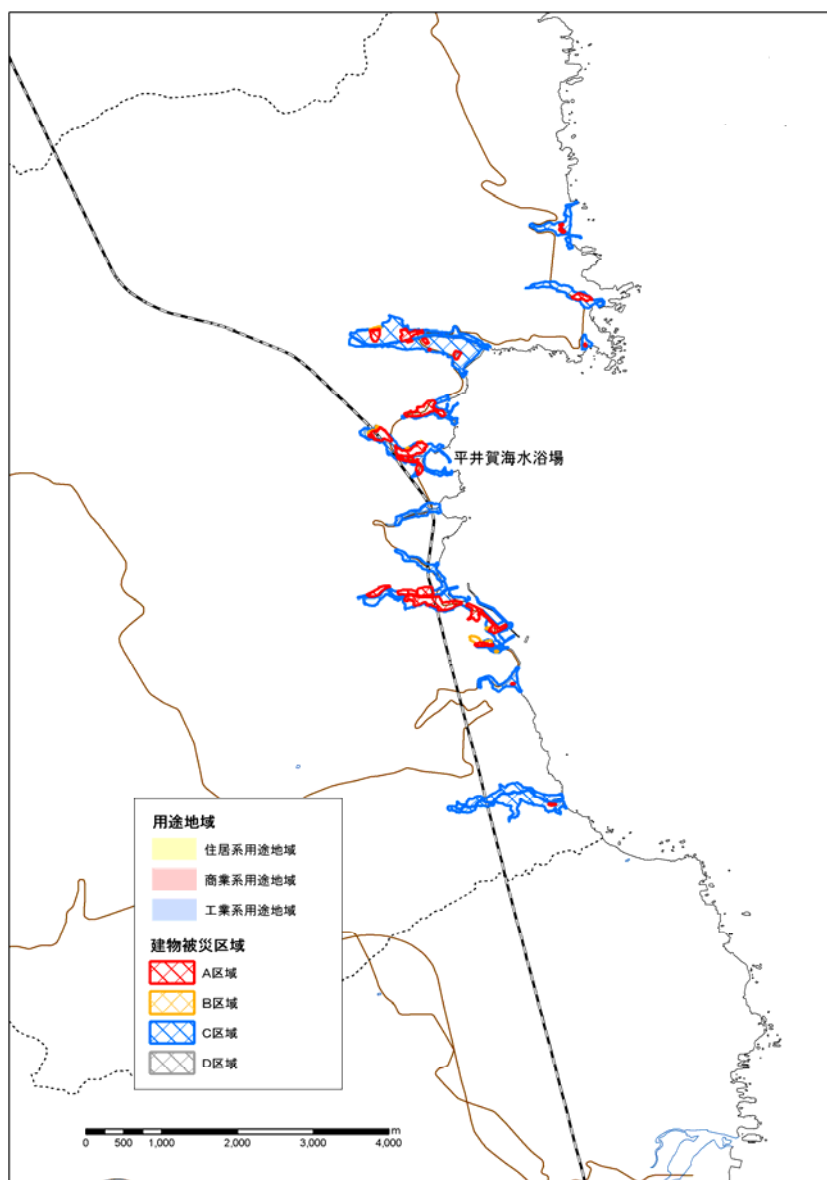 平井賀海水浴場
用途地域
住居系用途地域
商業系用途地域
工業系用途地域
建物被災区域
A区域
B区域
C区域
D区域
m
0 500 1,000 2,000 3,000 4,000